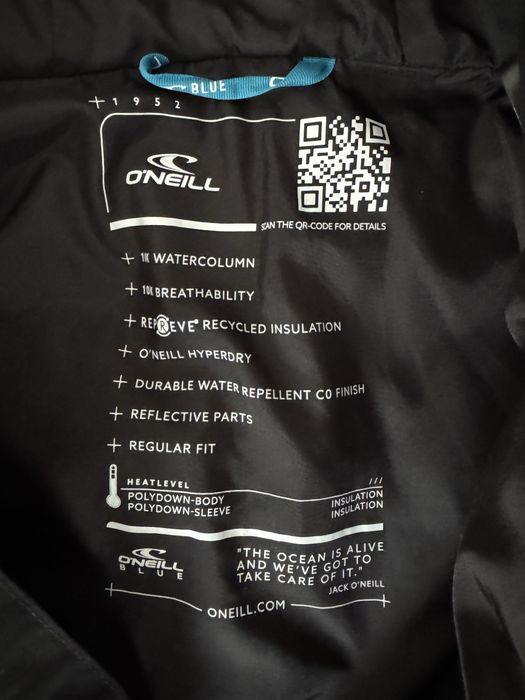 BLUE
+ 1 9 5 2
O'NEILL
SCAN THE QR-CODE FOR DETAILS
+ 1K WATERCOLUMN
+ 10K BREATHABILITY
+ REPREVE® RECYCLED INSULATION
+ O'NEILL HYPERDRY
+ DURABLE WATER REPELLENT C0 FINISH
+ REFLECTIVE PARTS
+ REGULAR FIT
HEATLEVEL ///
POLYDOWN-BODY INSULATION
POLYDOWN-SLEEVE INSULATION
O'NEILL
BLUE
"THE OCEAN IS ALIVE
AND WE'VE GOT TO
TAKE CARE OF IT."
JACK O'NEILL
ONEILL.COM